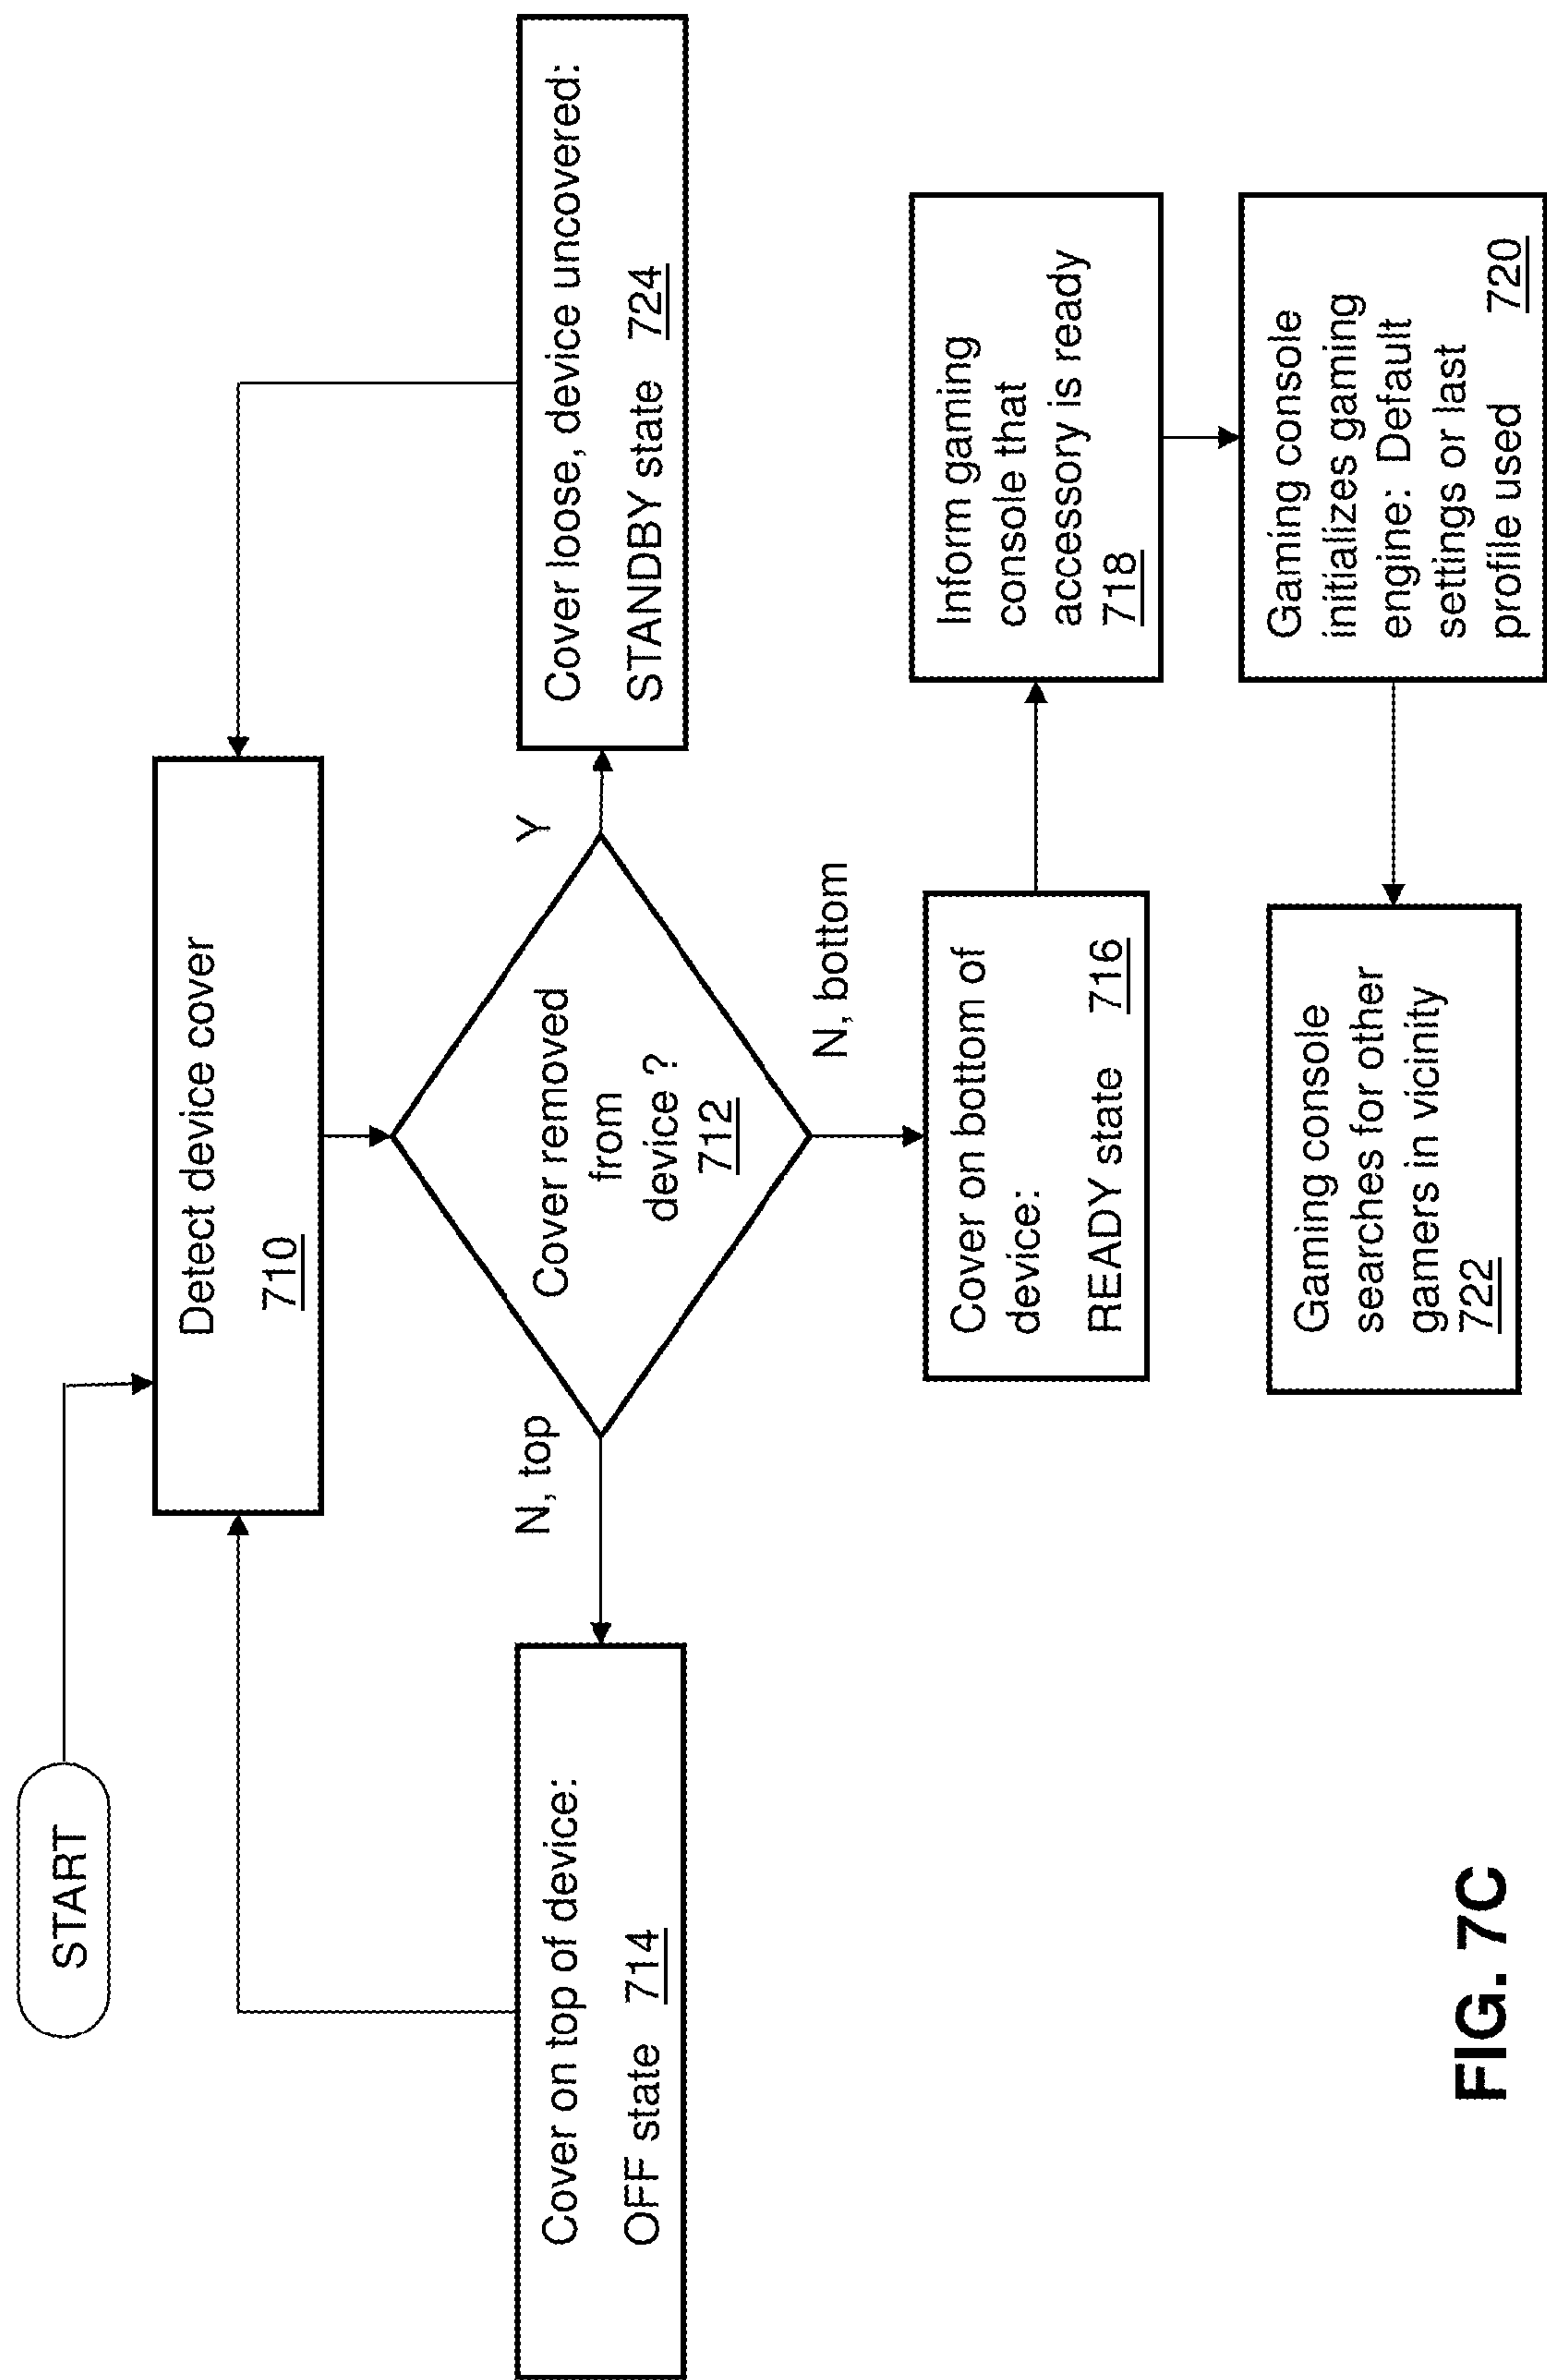 START
Detect device cover
710
Cover removed
from
device ?
712
N, top
Y
N, bottom
Cover on top of device:
OFF state 714
Cover loose, device uncovered:
STANDBY state 724
Cover on bottom of
device:
READY state 716
Inform gaming
console that
accessory is ready
718
Gaming console
initializes gaming
engine: Default
settings or last
profile used 720
Gaming console
searches for other
gamers in vicinity
722
FIG. 7C